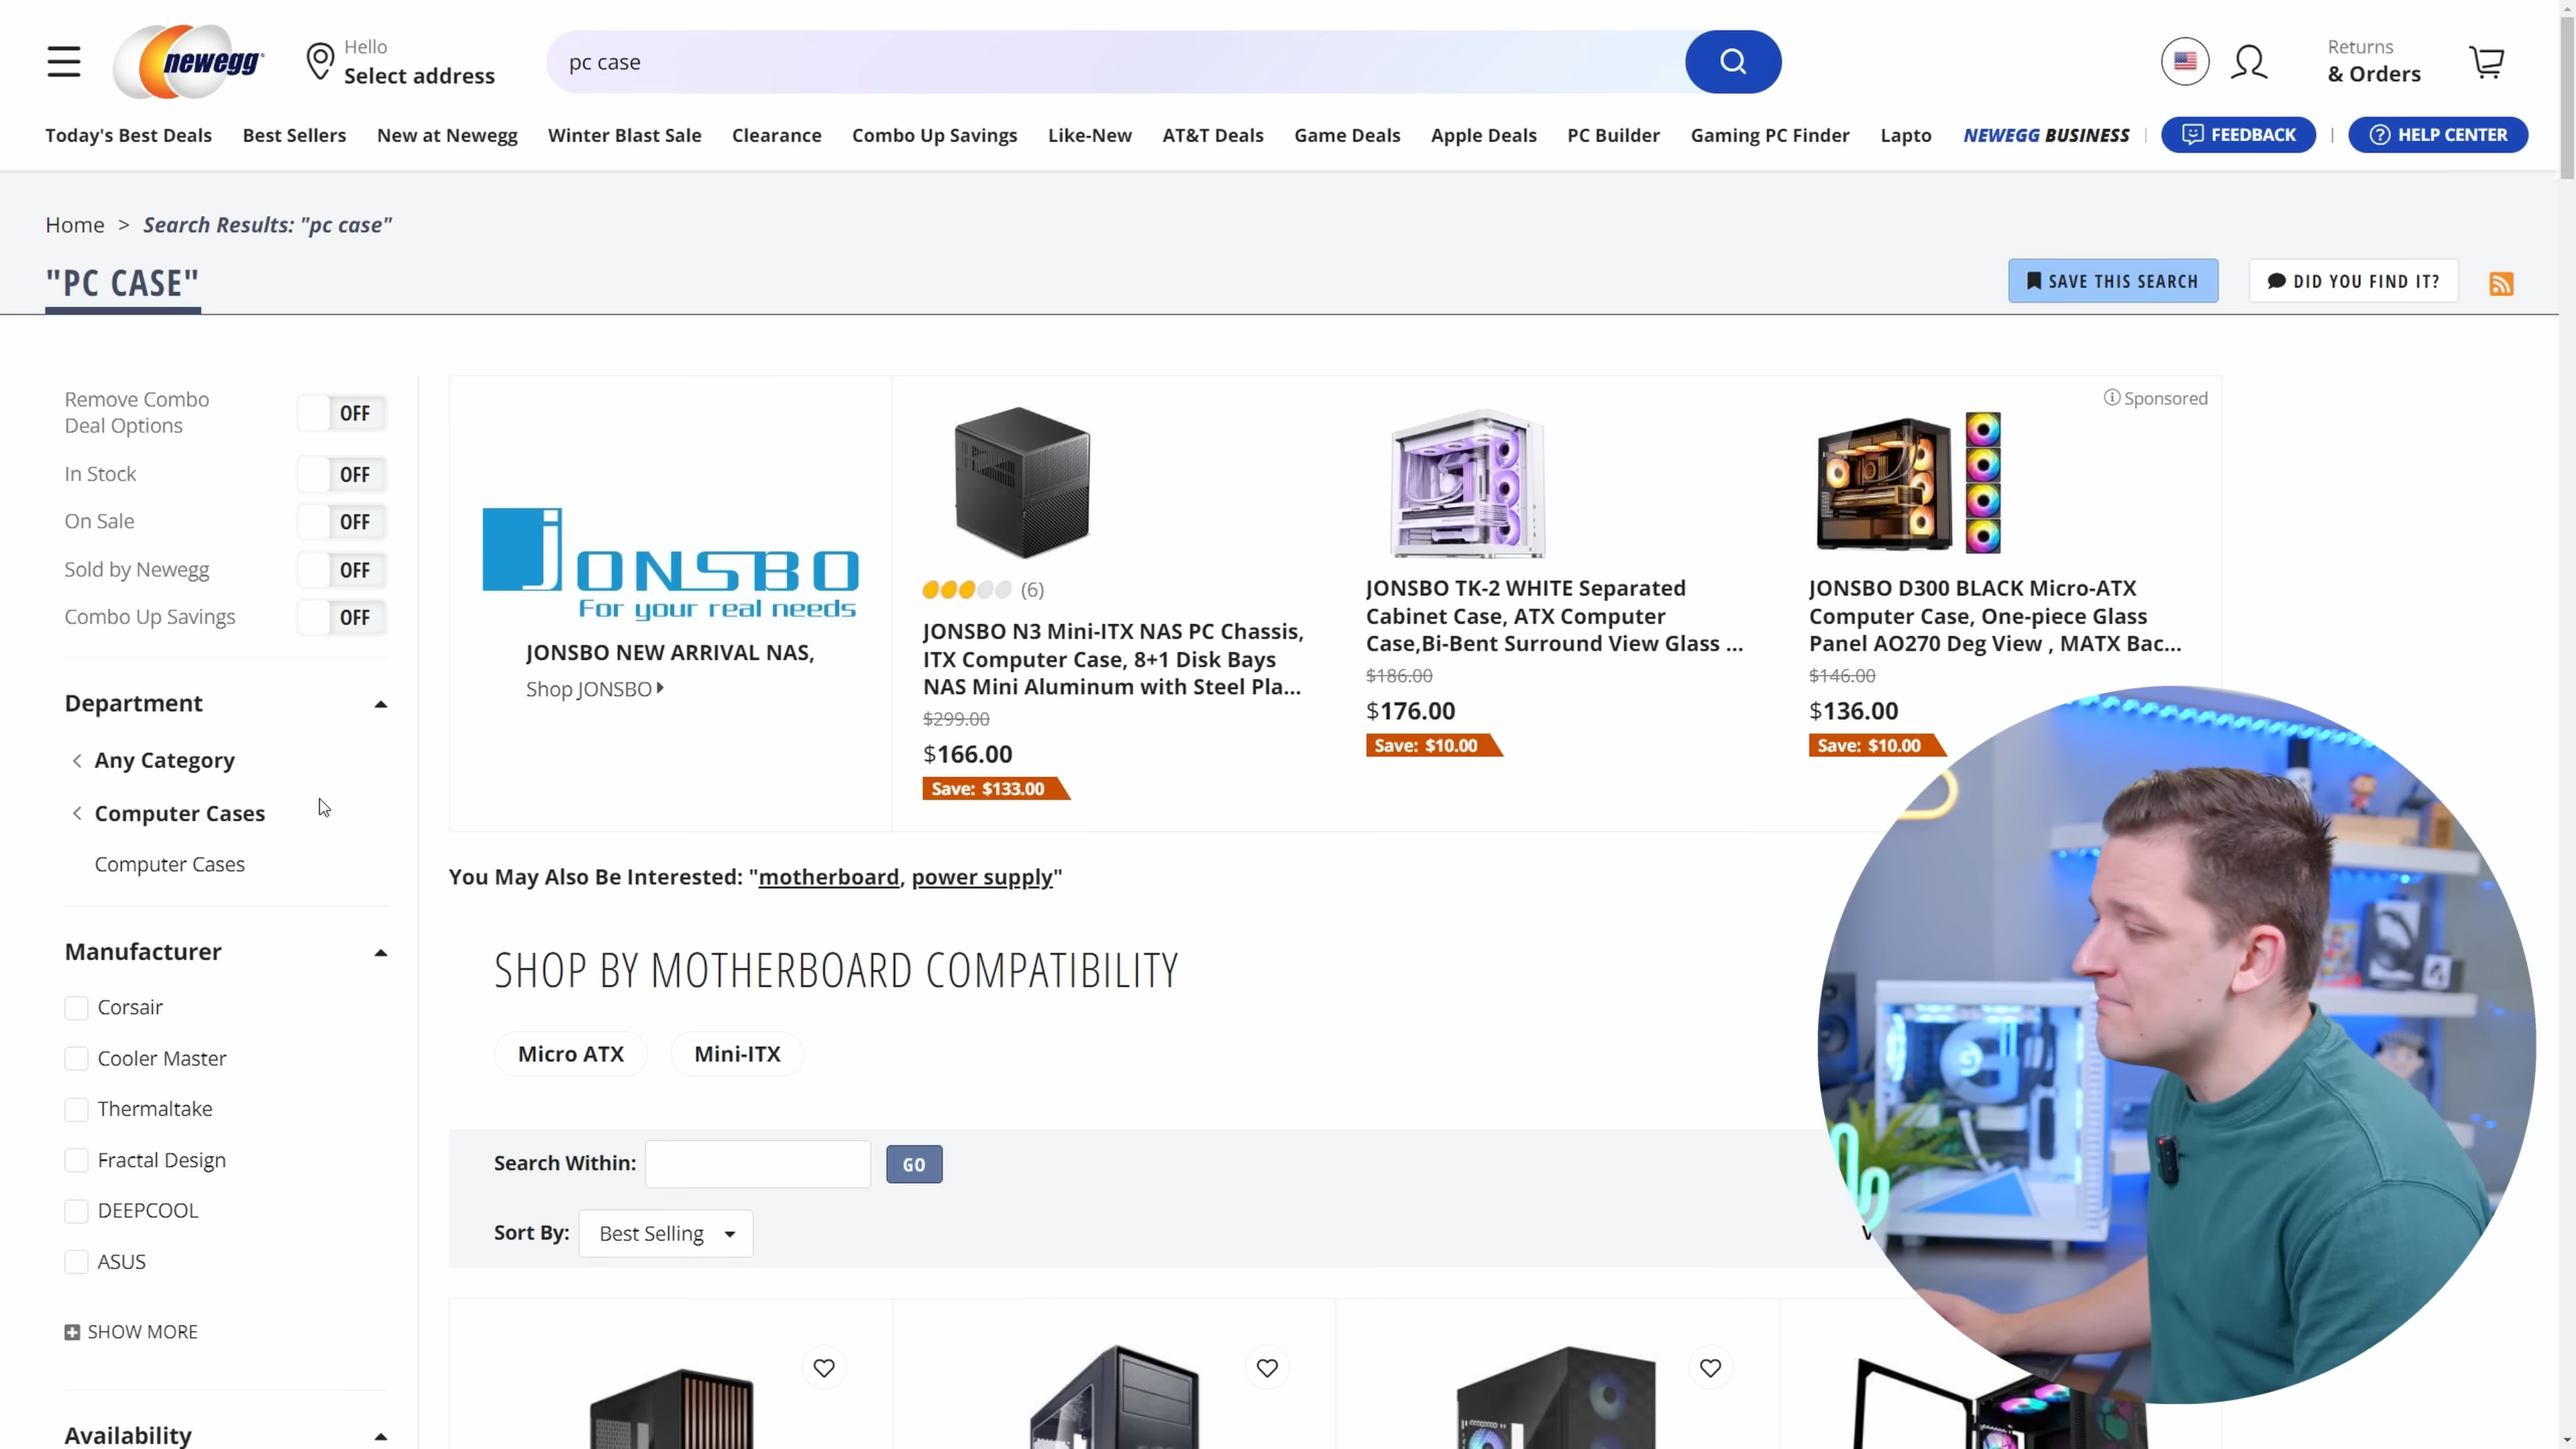 newegg
Hello
Select address
pc case
Returns
& Orders
Today's Best Deals
Best Sellers
New at Newegg
Winter Blast Sale
Clearance
Combo Up Savings
Like-New
AT&T Deals
Game Deals
Apple Deals
PC Builder
Gaming PC Finder
Lapto
NEWEGG BUSINESS
FEEDBACK
HELP CENTER
Home > Search Results: "pc case"
"PC CASE"
SAVE THIS SEARCH
DID YOU FIND IT?
Remove Combo
Deal Options
OFF
In Stock
OFF
On Sale
OFF
Sold by Newegg
OFF
Combo Up Savings
OFF
Department
< Any Category
< Computer Cases
Computer Cases
Manufacturer
Corsair
Cooler Master
Thermaltake
Fractal Design
DEEPCOOL
ASUS
SHOW MORE
Availability
Sponsored
JONSBO
For your real needs
JONSBO NEW ARRIVAL NAS,
Shop JONSBO
(6)
JONSBO N3 Mini-ITX NAS PC Chassis,
ITX Computer Case, 8+1 Disk Bays
NAS Mini Aluminum with Steel Pla...
$299.00
$166.00
Save: $133.00
JONSBO TK-2 WHITE Separated
Cabinet Case, ATX Computer
Case,Bi-Bent Surround View Glass ...
$186.00
$176.00
Save: $10.00
JONSBO D300 BLACK Micro-ATX
Computer Case, One-piece Glass
Panel AO270 Deg View , MATX Bac...
$146.00
$136.00
Save: $10.00
You May Also Be Interested: "motherboard, power supply"
SHOP BY MOTHERBOARD COMPATIBILITY
Micro ATX
Mini-ITX
Search Within:
GO
Sort By:
Best Selling